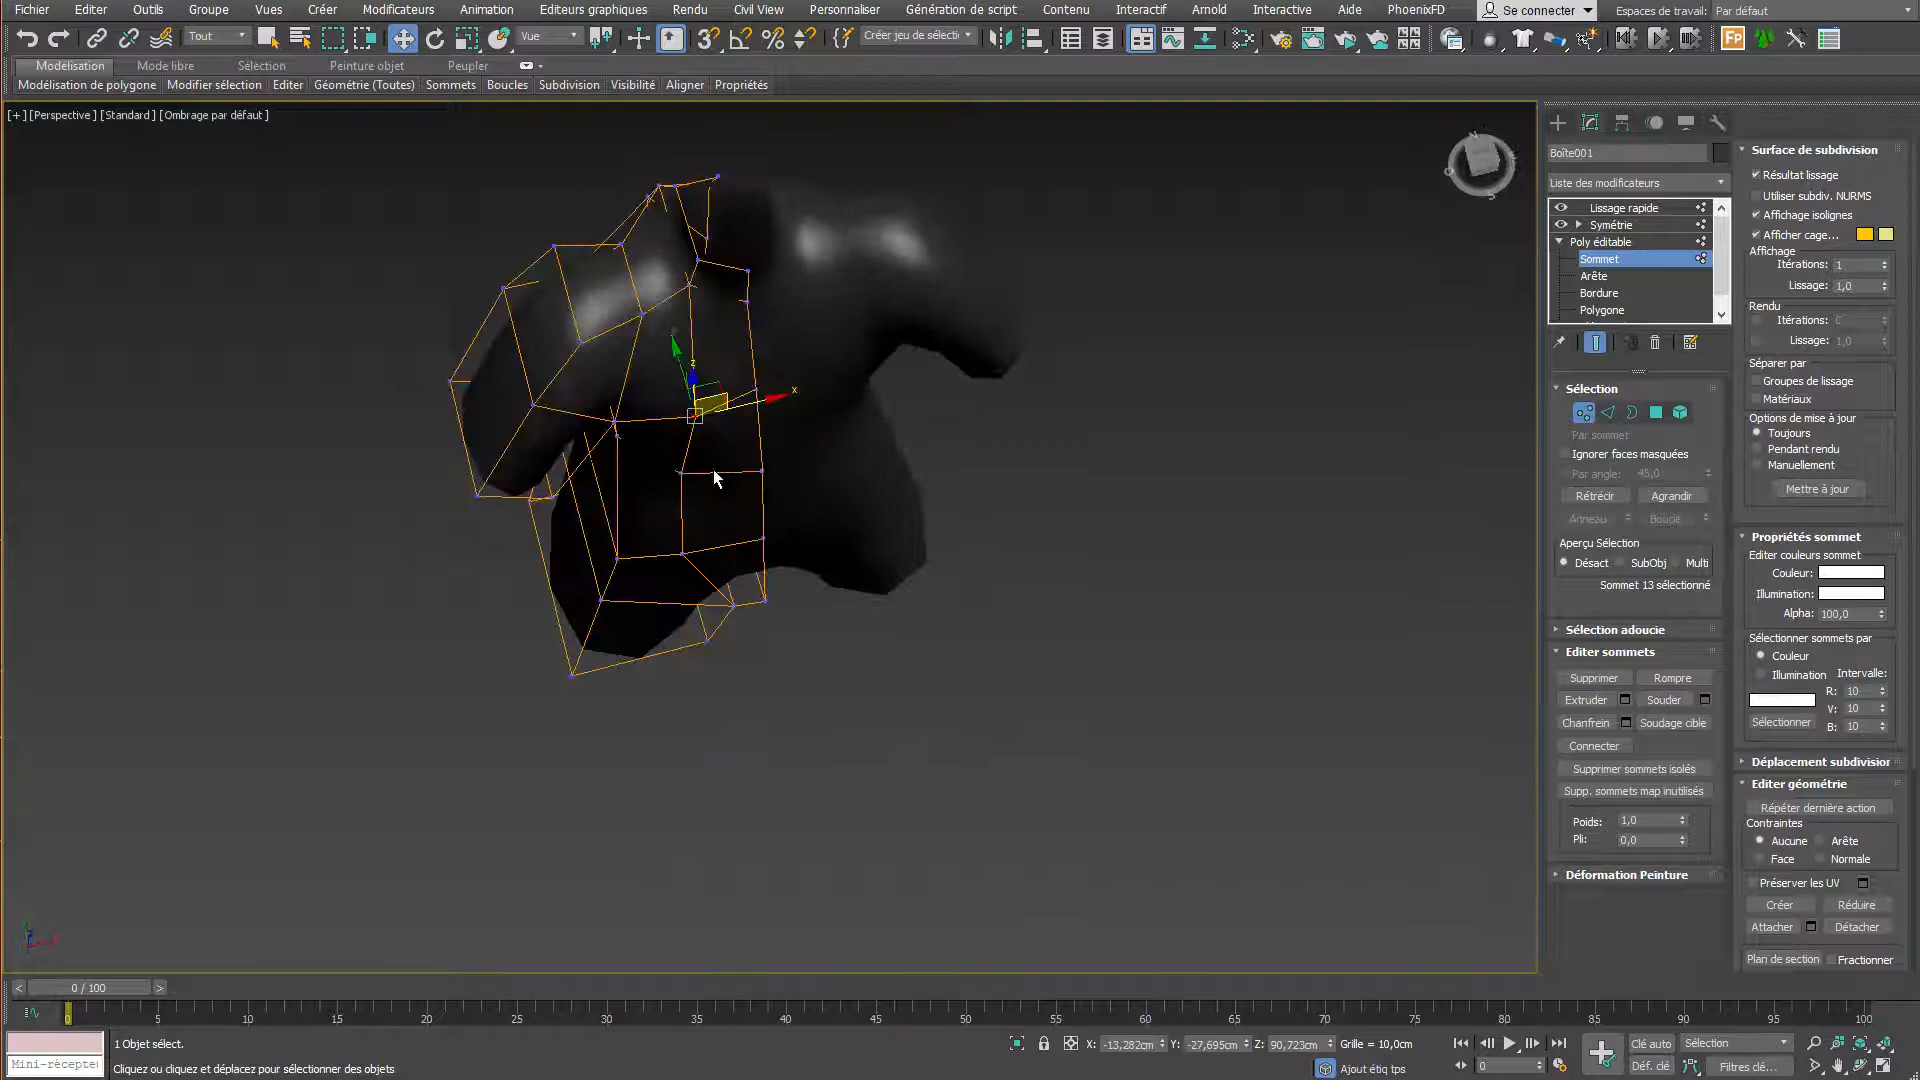 Fichier Editer Outils Groupe Vues Créer Modificateurs Animation Editeurs graphiques Rendu Civil View Personnaliser Génération de script Contenu Interactif Arnold Interactive Aide PhoenixFD Se connecter Espaces de travail: Par défaut
Tout Vue Créer jeu de sélecti
Modélisation Mode libre Sélection Peinture objet Peupler
Modélisation de polygone Modifier sélection Editer Géométrie (Toutes) Sommets Boucles Subdivision Visibilité Aligner Propriétés
[+] [Perspective ] [Standard ] [Ombrage par défaut ]
Boîte001
Liste des modificateurs
Lissage rapide
Symétrie
Poly éditable
Sommet
Arête
Bordure
Polygone
Sélection
Par sommet
Ignorer faces masquées
Par angle: 45,0
Rétrécir Agrandir
Anneau Boucle
Aperçu Sélection
Désact SubObj Multi
Sommet 13 sélectionné
Sélection adoucie
Editer sommets
Supprimer Rompre
Extruder Souder
Chanfrein Soudage cible
Connecter
Supprimer sommets isolés
Supp. sommets map inutilisés
Poids: 1,0
Pli: 0,0
Déformation Peinture
Surface de subdivision
Résultat lissage
Utiliser subdiv. NURMS
Affichage isolignes
Afficher cage...
Affichage
Itérations: 1
Lissage: 1,0
Rendu
Itérations:
Lissage: 1,0
Séparer par
Groupes de lissage
Matériaux
Options de mise à jour
Toujours
Pendant rendu
Manuellement
Mettre à jour
Propriétés sommet
Editer couleurs sommet
Couleur:
Illumination:
Alpha: 100,0
Sélectionner sommets par
Couleur
Illumination Intervalle:
R: 10
V: 10
Sélectionner B: 10
Déplacement subdivision
Editer géométrie
Répéter dernière action
Contraintes
Aucune Arête
Face Normale
Préserver les UV
Créer Réduire
Attacher Détacher
Plan de section Fractionner
z
x
< 0 / 100 >
0 5 10 15 20 25 30 35 40 45 50 55 60 65 70 75 80 85 90 95 100
1 Objet sélect. X: -13,282cm Y: -27,695cm Z: 90,723cm Grille = 10,0cm Clé auto Sélection
Mini-récepte Cliquez ou cliquez et déplacez pour sélectionner des objets Ajout étiq tps 0 Déf. clé Filtres clé...